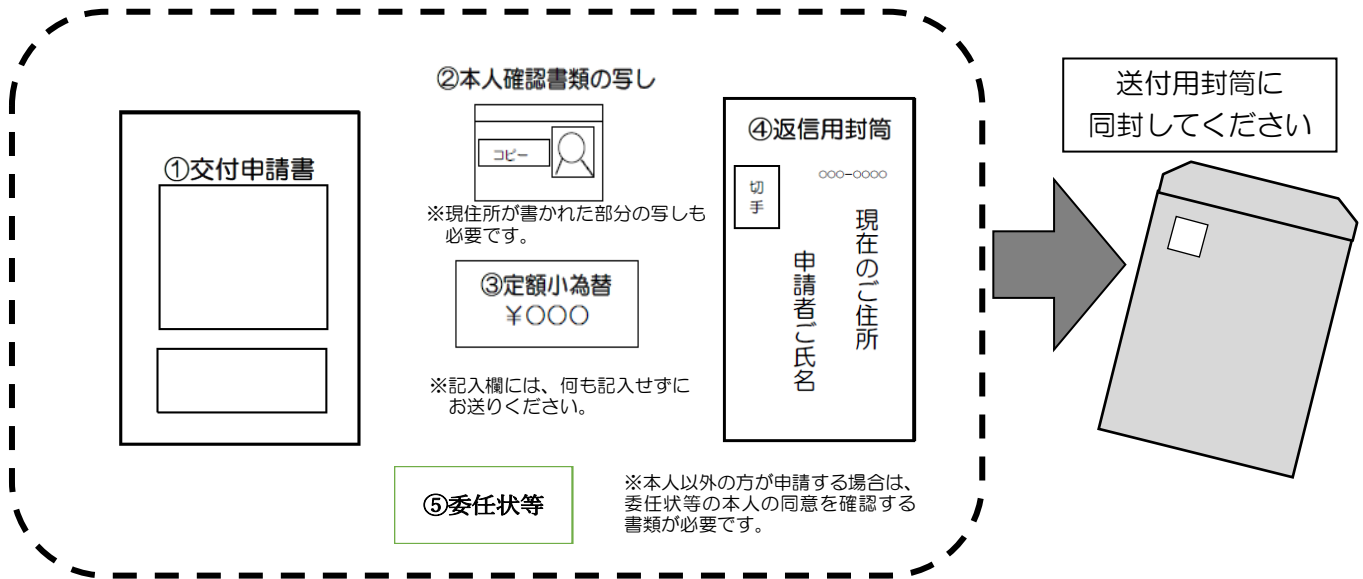 ①交付申請書
②本人確認書類の写し
コピー
※現住所が書かれた部分の写しも
必要です。
③定額小為替
￥○○○
※記入欄には、何も記入せずに
お送りください。
④返信用封筒
切
手
○○○-○○○○
現在のご住所
申請者ご氏名
⑤委任状等
※本人以外の方が申請する場合は、
委任状等の本人の同意を確認する
書類が必要です。
送付用封筒に
同封してください